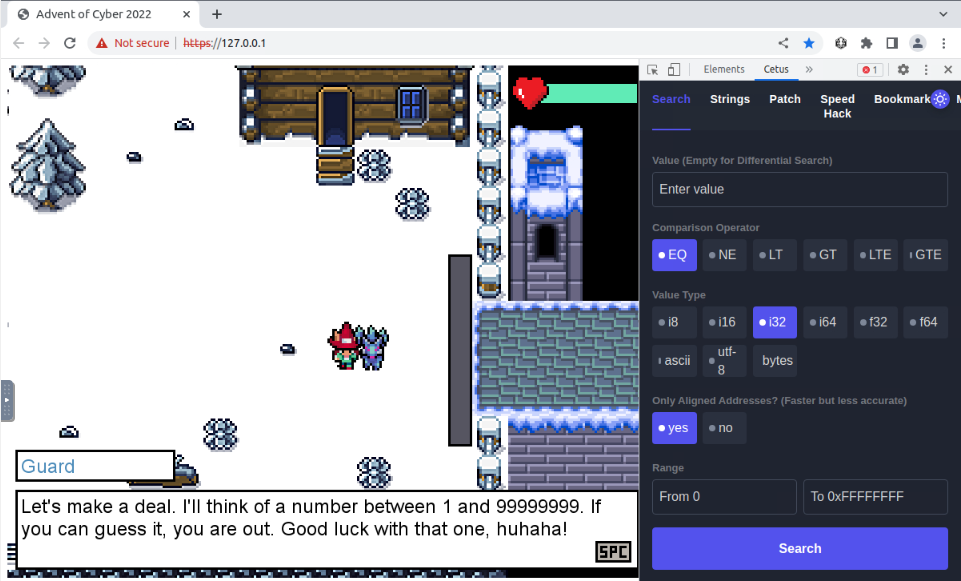 Advent of Cyber 2022
Not secure https://127.0.0.1
Elements Cetus 1
Search Strings Patch Speed Hack Bookmark M
Value (Empty for Differential Search)
Enter value
Comparison Operator
EQ NE LT GT LTE GTE
Value Type
i8 i16 i32 i64 f32 f64
ascii utf-8 bytes
Only Aligned Addresses? (Faster but less accurate)
yes no
Range
From 0 To 0xFFFFFFFF
Search
Guard
Let's make a deal. I'll think of a number between 1 and 99999999. If
you can guess it, you are out. Good luck with that one, huhaha!
SPC